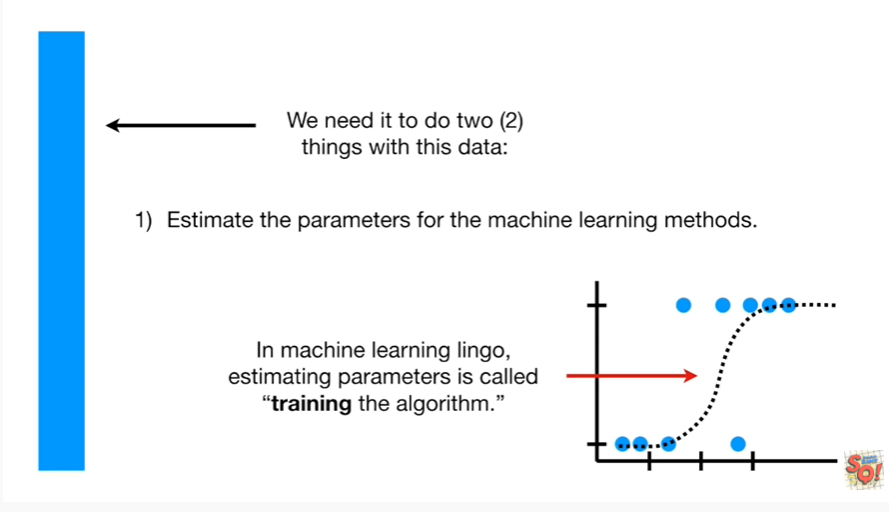 We need it to do two (2)
things with this data:
1) Estimate the parameters for the machine learning methods.
In machine learning lingo,
estimating parameters is called
“training the algorithm.”
SQ!